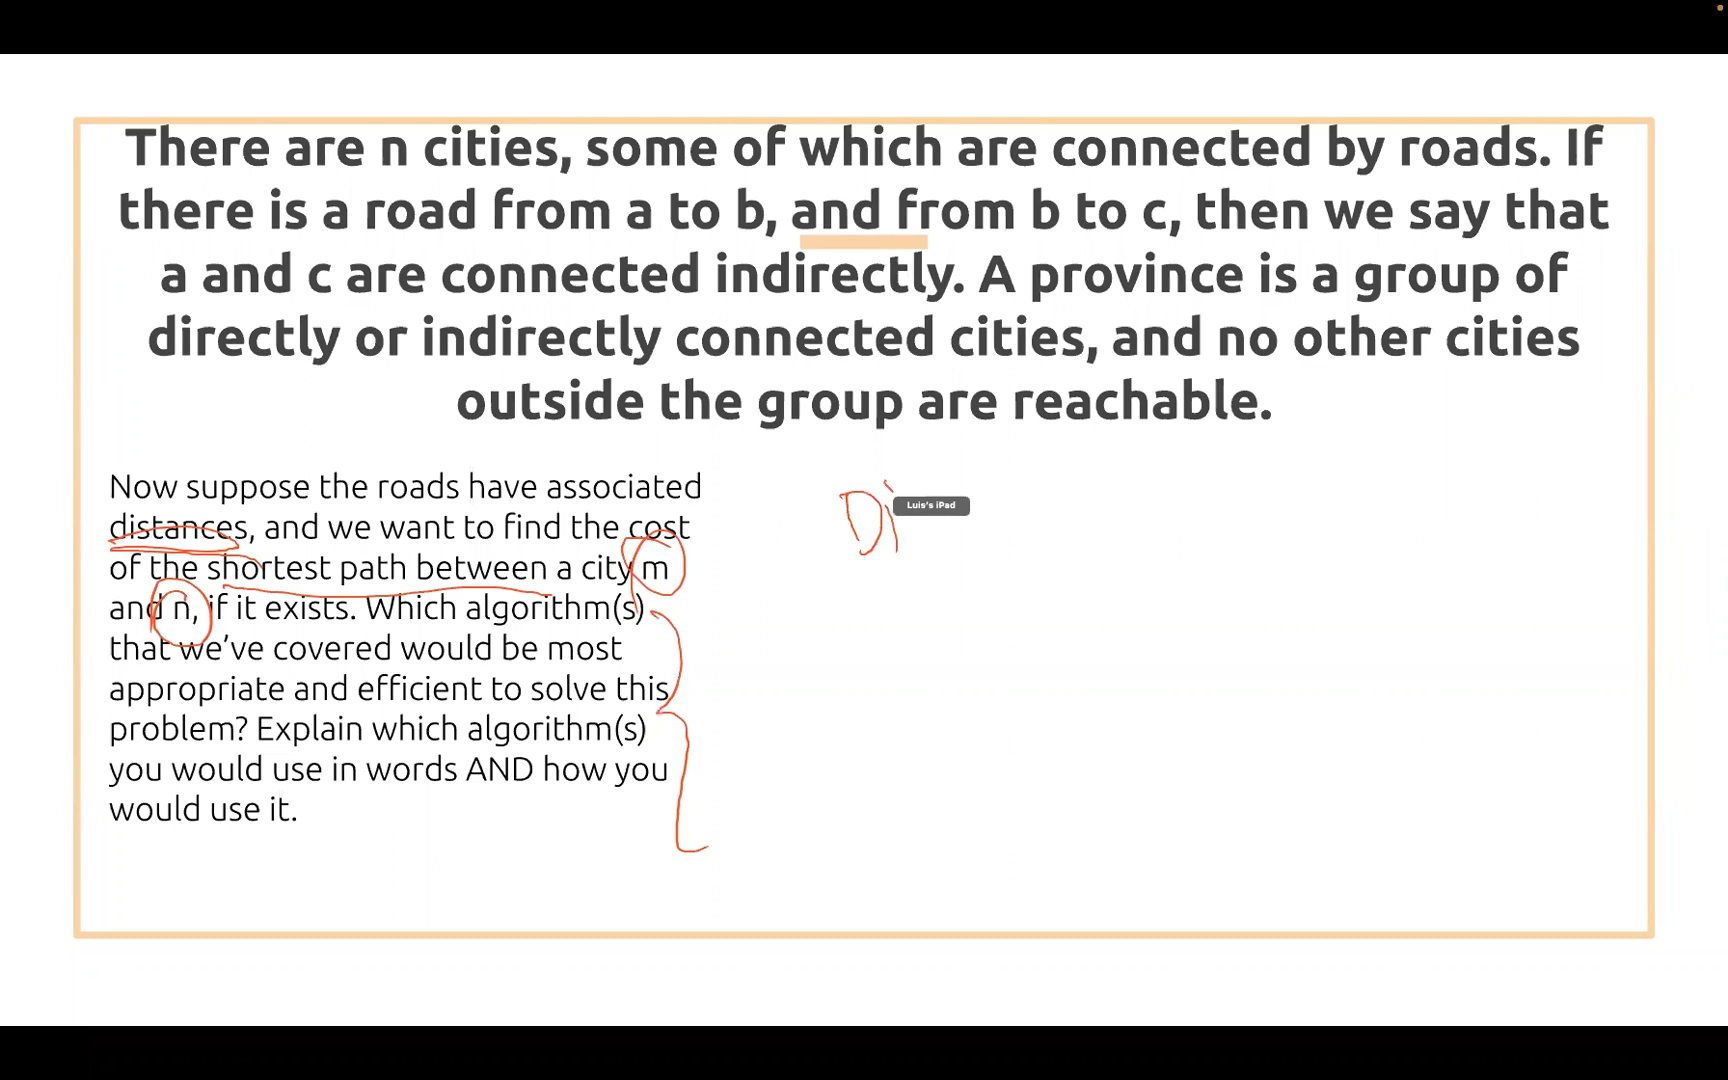 There are n cities, some of which are connected by roads. If
there is a road from a to b, and from b to c, then we say that
a and c are connected indirectly. A province is a group of
directly or indirectly connected cities, and no other cities
outside the group are reachable.
Now suppose the roads have associated
distances, and we want to find the cost
of the shortest path between a city m
and n, if it exists. Which algorithm(s)
that we’ve covered would be most
appropriate and efficient to solve this
problem? Explain which algorithm(s)
you would use in words AND how you
would use it.
Di
Luis's iPad